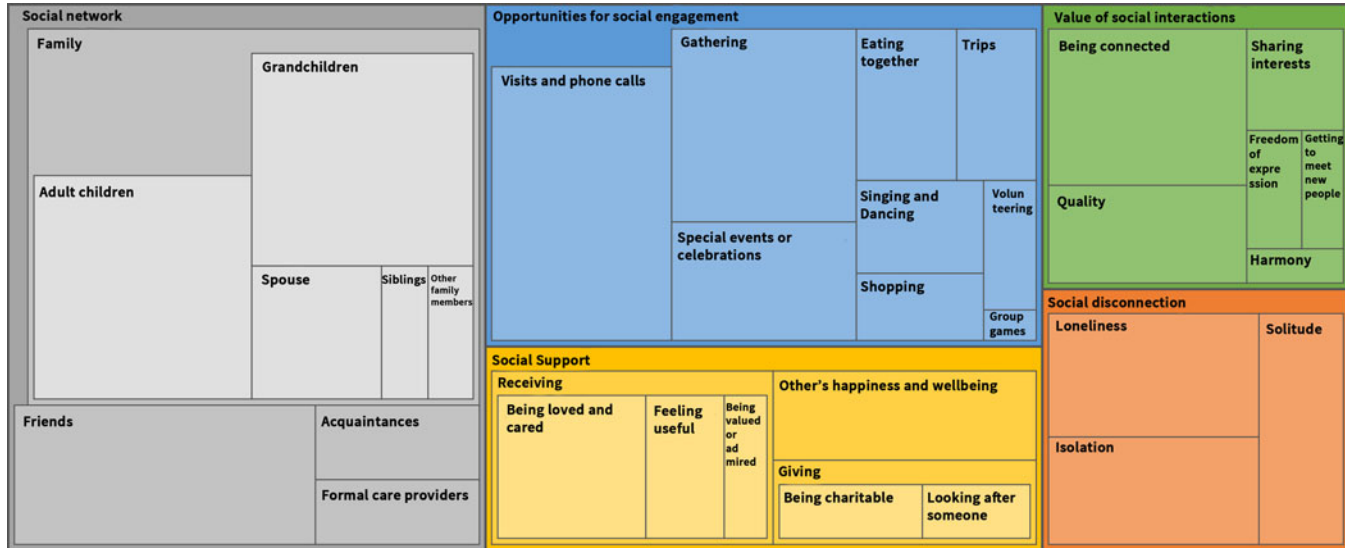 Social network
Family
Grandchildren
Adult children
Spouse
Siblings
Other
family
members
Friends
Acquaintances
Formal care providers
Opportunities for social engagement
Visits and phone calls
Gathering
Eating
together
Trips
Special events or
celebrations
Singing and
Dancing
Volun
teering
Shopping
Group
games
Social Support
Receiving
Being loved and
cared
Feeling
useful
Being
valued
or
ad
mired
Other's happiness and wellbeing
Giving
Being charitable
Looking after
someone
Value of social interactions
Being connected
Sharing
interests
Quality
Freedom
of
expre
ssion
Getting
to
meet
new
people
Harmony
Social disconnection
Loneliness
Solitude
Isolation